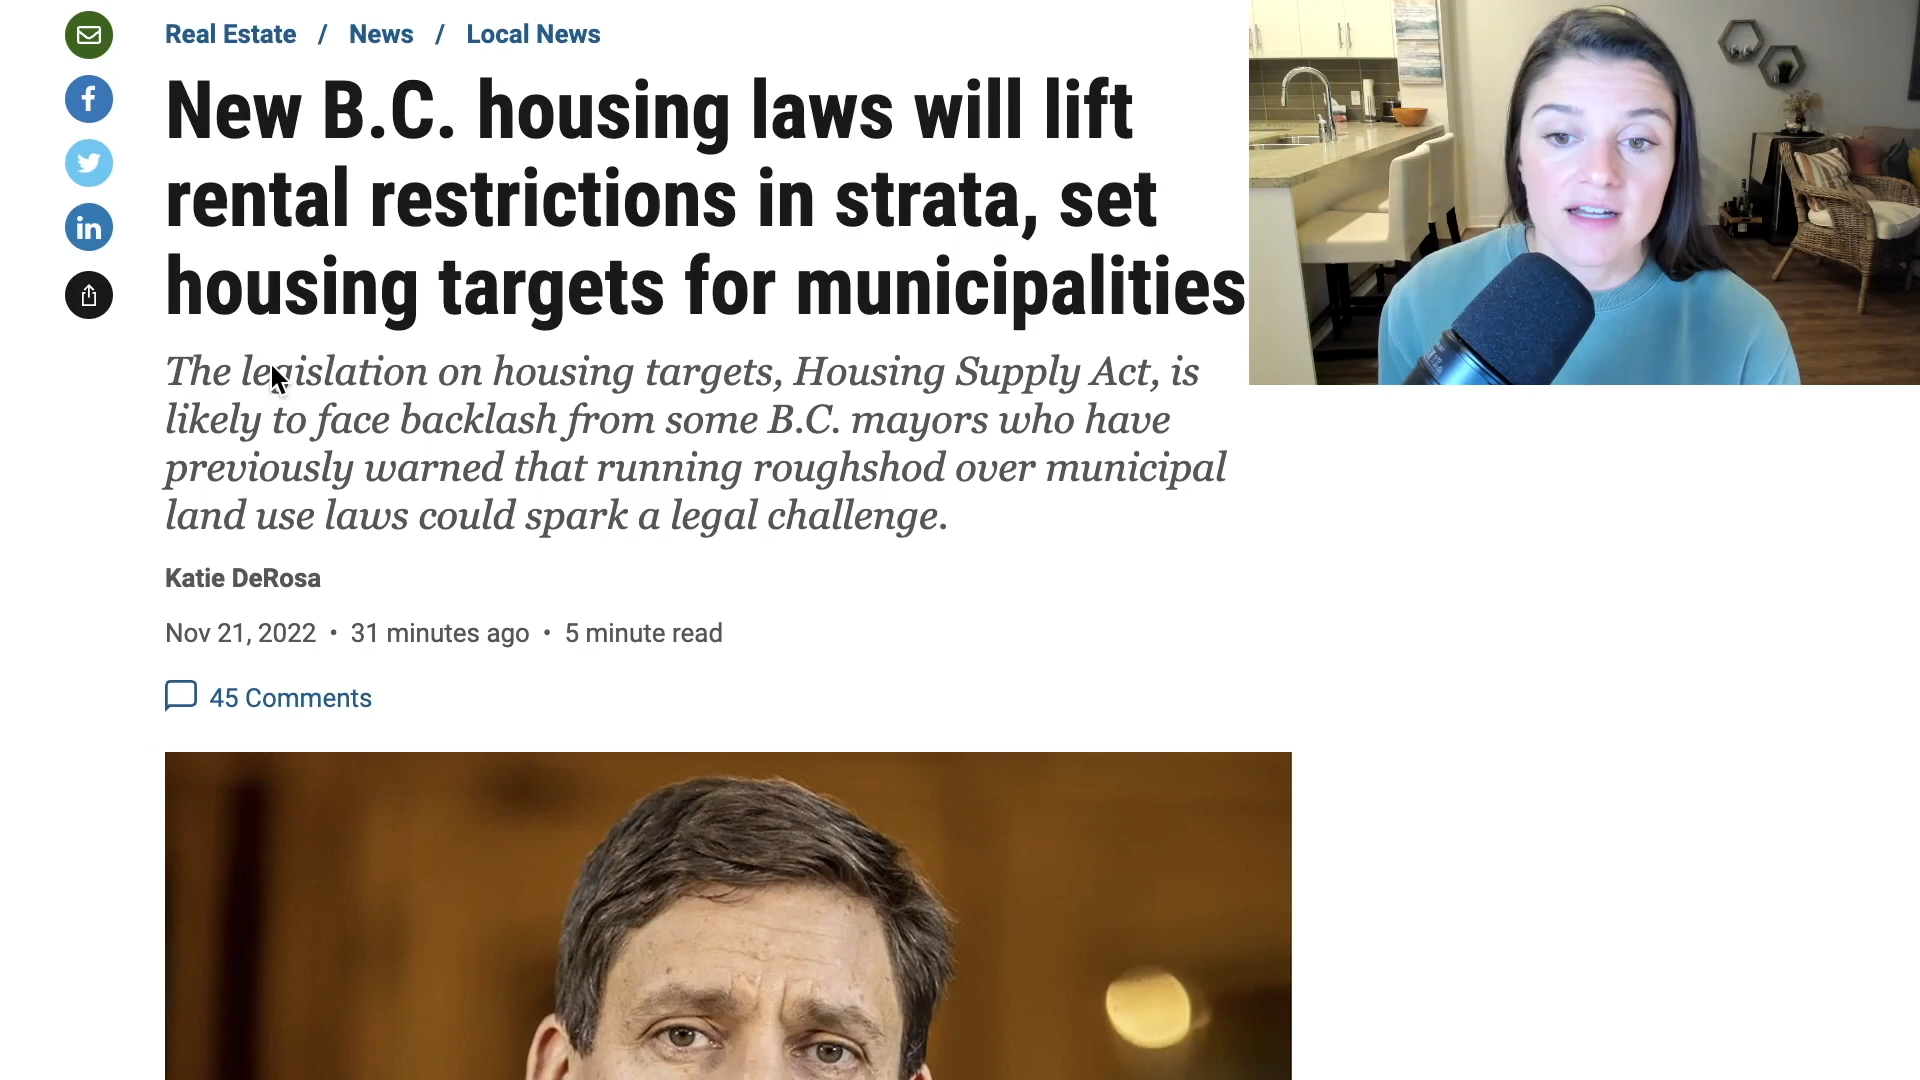 Real Estate / News / Local News
New B.C. housing laws will lift
rental restrictions in strata, set
housing targets for municipalities
The legislation on housing targets, Housing Supply Act, is
likely to face backlash from some B.C. mayors who have
previously warned that running roughshod over municipal
land use laws could spark a legal challenge.
Katie DeRosa
Nov 21, 2022 • 31 minutes ago • 5 minute read
45 Comments